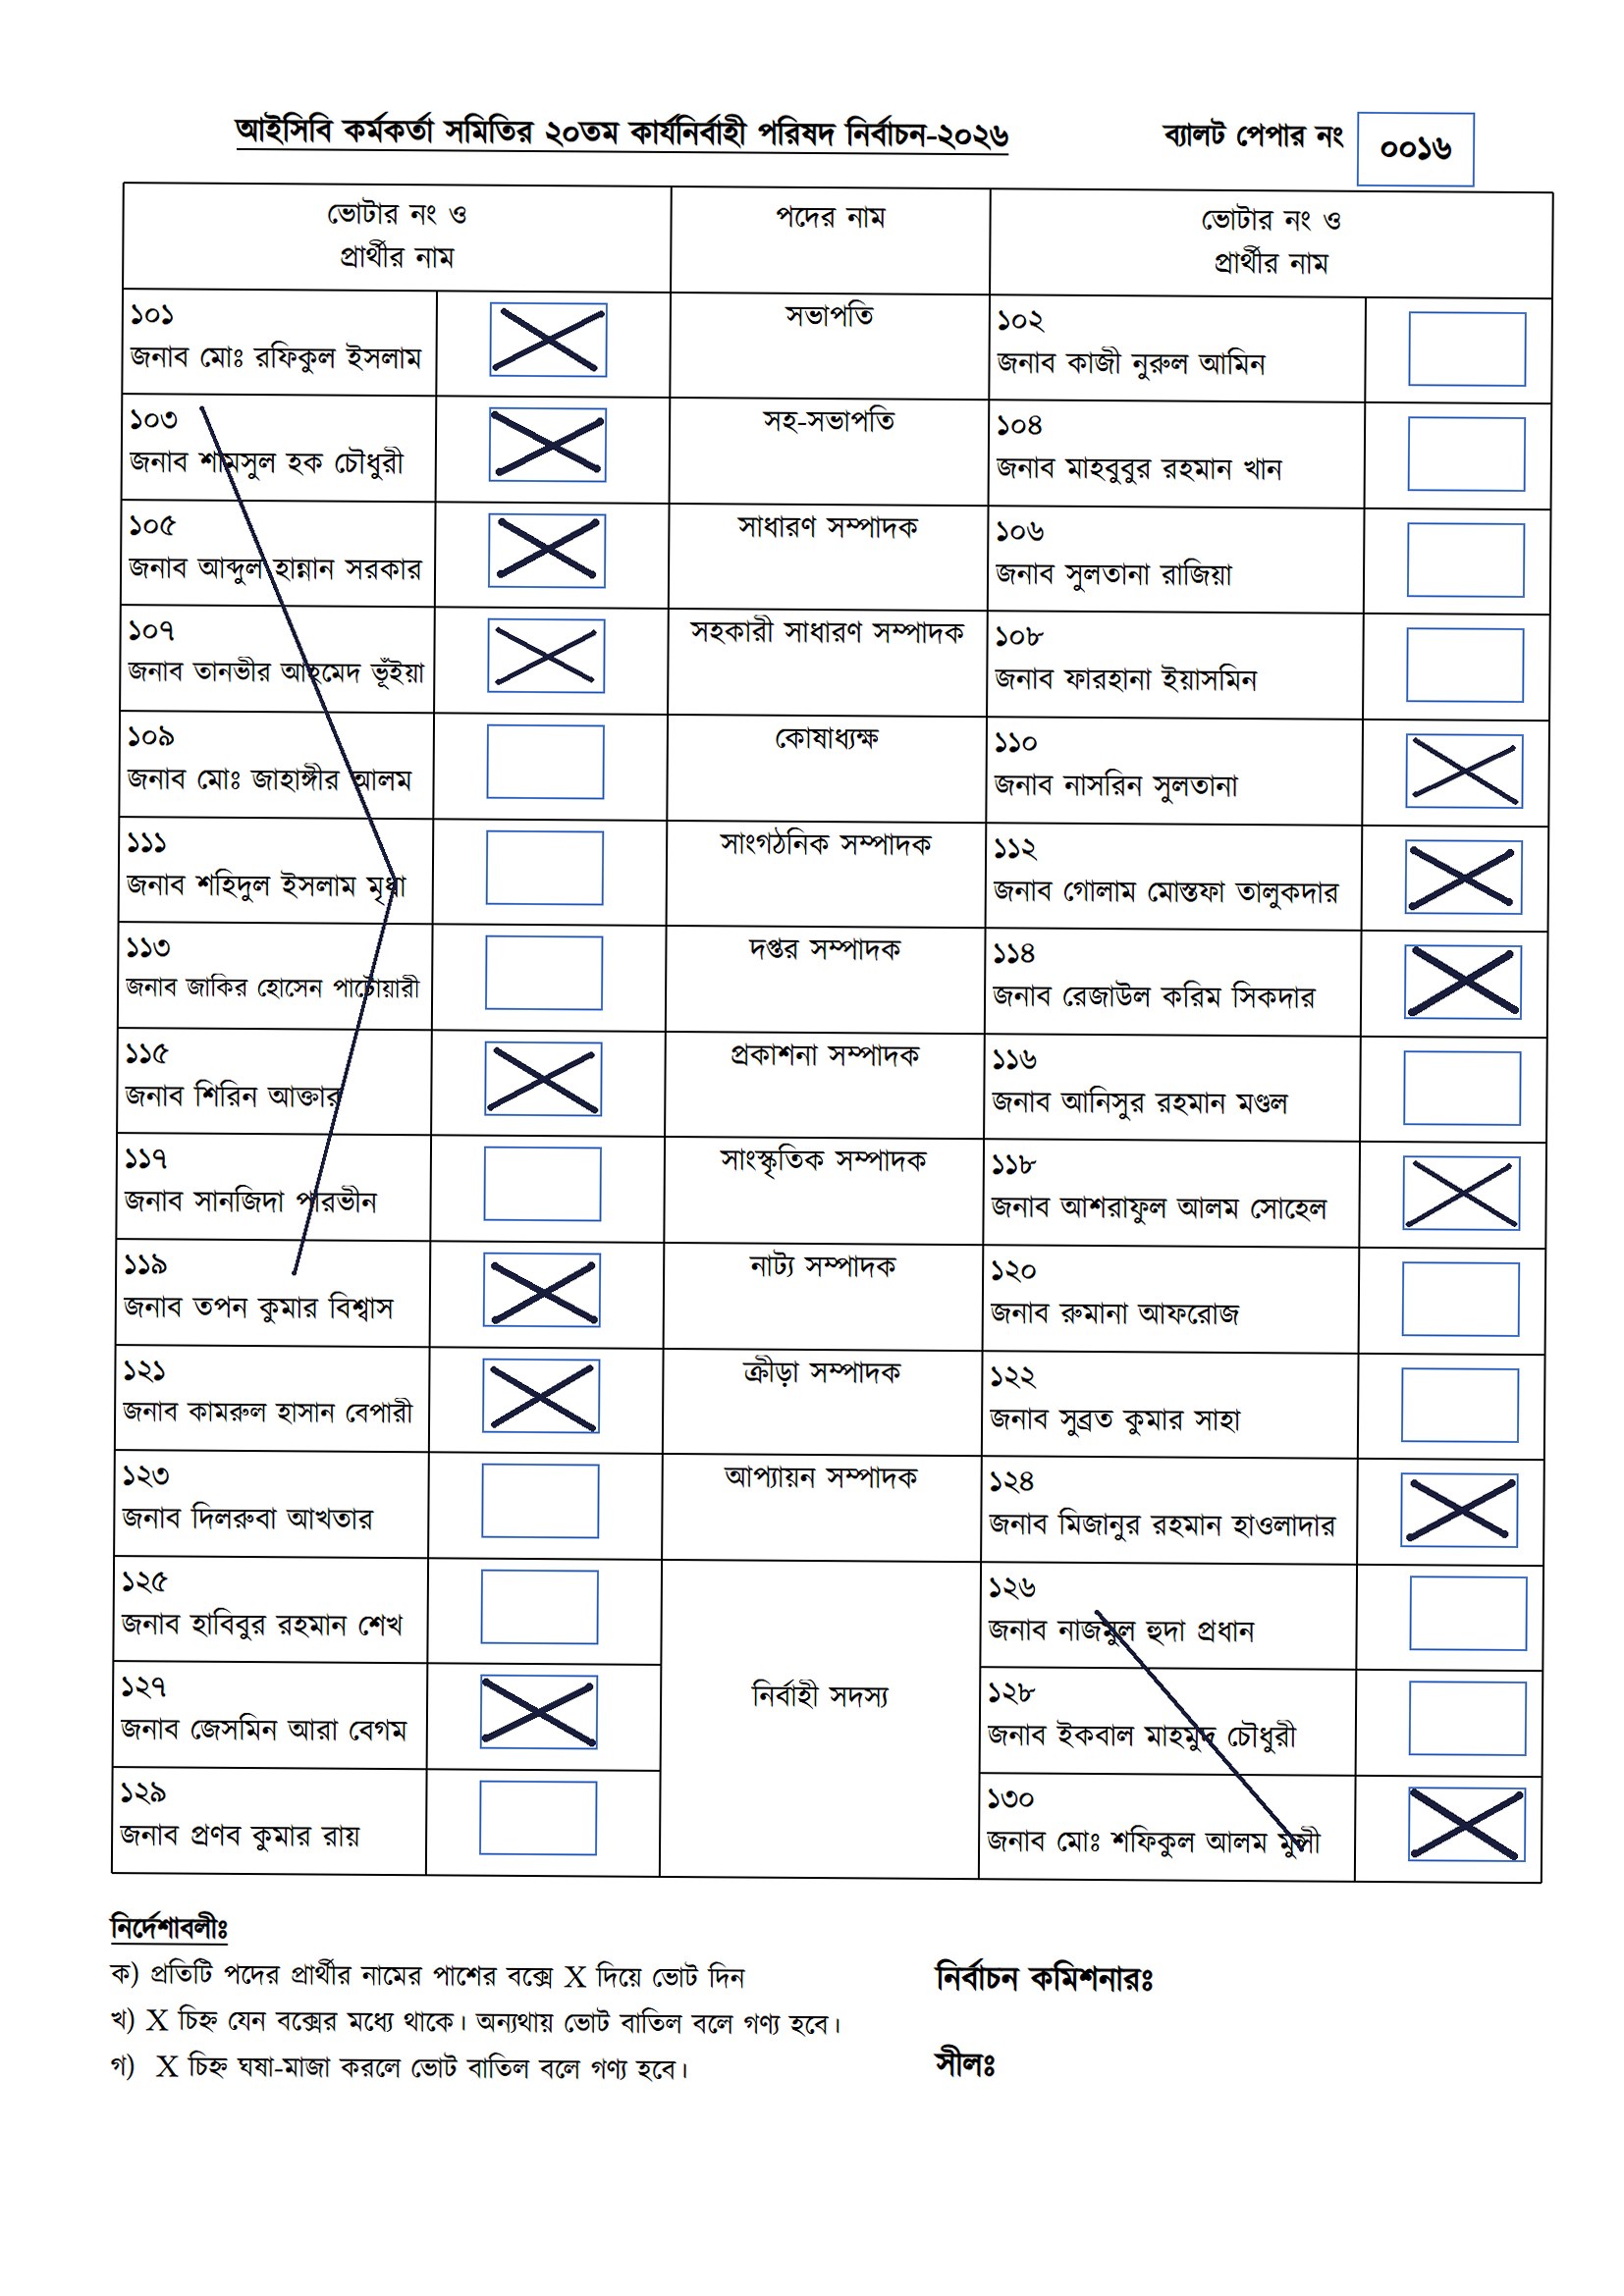 আইসিবি কর্মকর্তা সমিতির ২০তম কার্যনির্বাহী পরিষদ নির্বাচন-২০২৬ ব্যালট পেপার নং ০০১৬
ভোটার নং ও পদের নাম ভোটার নং ও
প্রার্থীর নাম প্রার্থীর নাম
১০১ সভাপতি ১০২
জনাব মোঃ রফিকুল ইসলাম জনাব কাজী নুরুল আমিন
১০৩ সহ-সভাপতি ১০৪
জনাব শামসুল হক চৌধুরী জনাব মাহবুবুর রহমান খান
১০৫ সাধারণ সম্পাদক ১০৬
জনাব আব্দুল হান্নান সরকার জনাব সুলতানা রাজিয়া
১০৭ সহকারী সাধারণ সম্পাদক ১০৮
জনাব তানভীর আহমেদ ভূঁইয়া জনাব ফারহানা ইয়াসমিন
১০৯ কোষাধ্যক্ষ ১১০
জনাব মোঃ জাহাঙ্গীর আলম জনাব নাসরিন সুলতানা
১১১ সাংগঠনিক সম্পাদক ১১২
জনাব শহিদুল ইসলাম মৃধা জনাব গোলাম মোস্তফা তালুকদার
১১৩ দপ্তর সম্পাদক ১১৪
জনাব জাকির হোসেন পাটোয়ারী জনাব রেজাউল করিম সিকদার
১১৫ প্রকাশনা সম্পাদক ১১৬
জনাব শিরিন আক্তার জনাব আনিসুর রহমান মণ্ডল
১১৭ সাংস্কৃতিক সম্পাদক ১১৮
জনাব সানজিদা পারভীন জনাব আশরাফুল আলম সোহেল
১১৯ নাট্য সম্পাদক ১২০
জনাব তপন কুমার বিশ্বাস জনাব রুমানা আফরোজ
১২১ ক্রীড়া সম্পাদক ১২২
জনাব কামরুল হাসান বেপারী জনাব সুব্রত কুমার সাহা
১২৩ আপ্যায়ন সম্পাদক ১২৪
জনাব দিলরুবা আখতার জনাব মিজানুর রহমান হাওলাদার
১২৫ ১২৬
জনাব হাবিবুর রহমান শেখ জনাব নাজমুল হুদা প্রধান
১২৭ নির্বাহী সদস্য ১২৮
জনাব জেসমিন আরা বেগম জনাব ইকবাল মাহমুদ চৌধুরী
১২৯ ১৩০
জনাব প্রণব কুমার রায় জনাব মোঃ শফিকুল আলম মুন্সী
নির্দেশাবলীঃ
ক) প্রতিটি পদের প্রার্থীর নামের পাশের বক্সে X দিয়ে ভোট দিন
খ) X চিহ্ন যেন বক্সের মধ্যে থাকে। অন্যথায় ভোট বাতিল বলে গণ্য হবে।
গ) X চিহ্ন ঘষা-মাজা করলে ভোট বাতিল বলে গণ্য হবে।
নির্বাচন কমিশনারঃ
সীলঃ